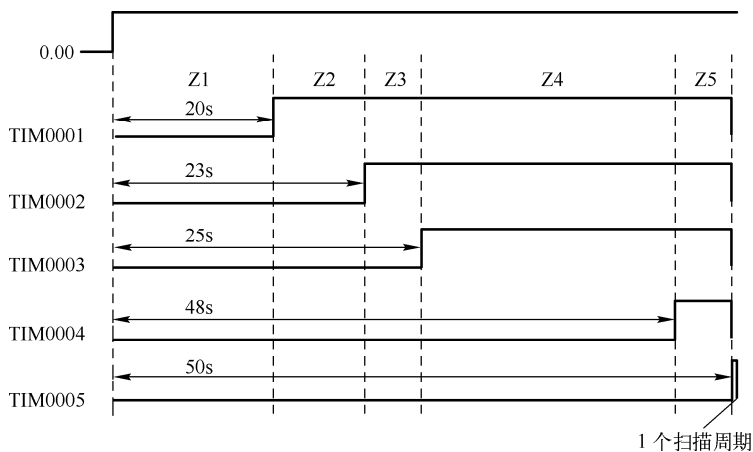 0.00
Z1 Z2 Z3 Z4 Z5
20s
TIM0001
23s
TIM0002
25s
TIM0003
48s
TIM0004
50s
TIM0005
1 个扫描周期